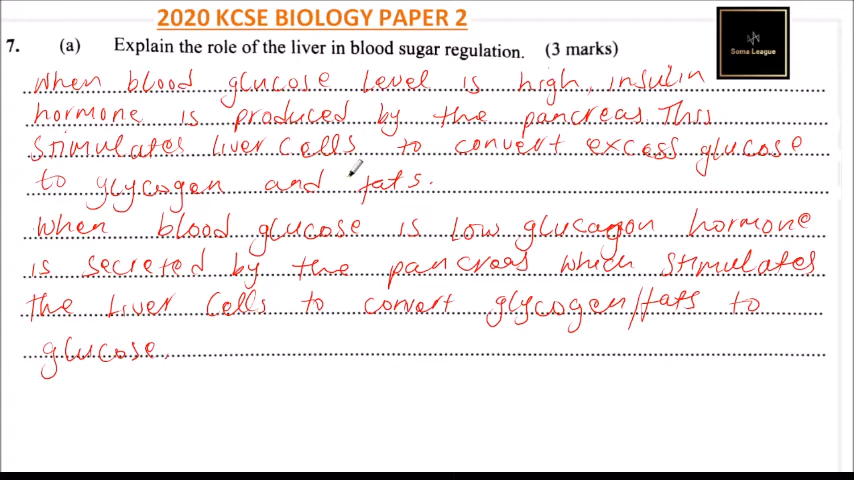 2020 KCSE BIOLOGY PAPER 2
7. (a) Explain the role of the liver in blood sugar regulation. (3 marks)
Soma League
When blood glucose Level is high, insulin
hormone is produced by the pancreas. This
stimulates liver cells to convert excess glucose
to glycogen and fats.
When blood glucose is Low glucagon hormone
is secreted by the pancreas which stimulates
the Liver Cells to convert glycogen/fats to
glucose.